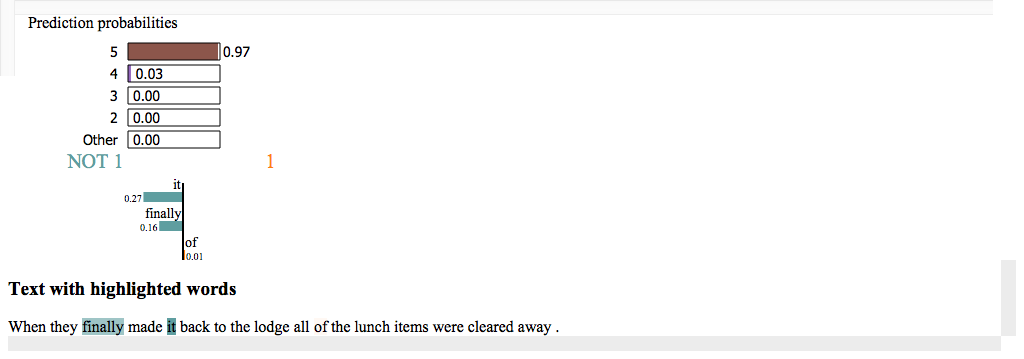 Prediction probabilities
5 0.97
4 0.03
3 0.00
2 0.00
Other 0.00
NOT 1 1
it
0.27
finally
0.16
of
0.01
Text with highlighted words
When they finally made it back to the lodge all of the lunch items were cleared away .